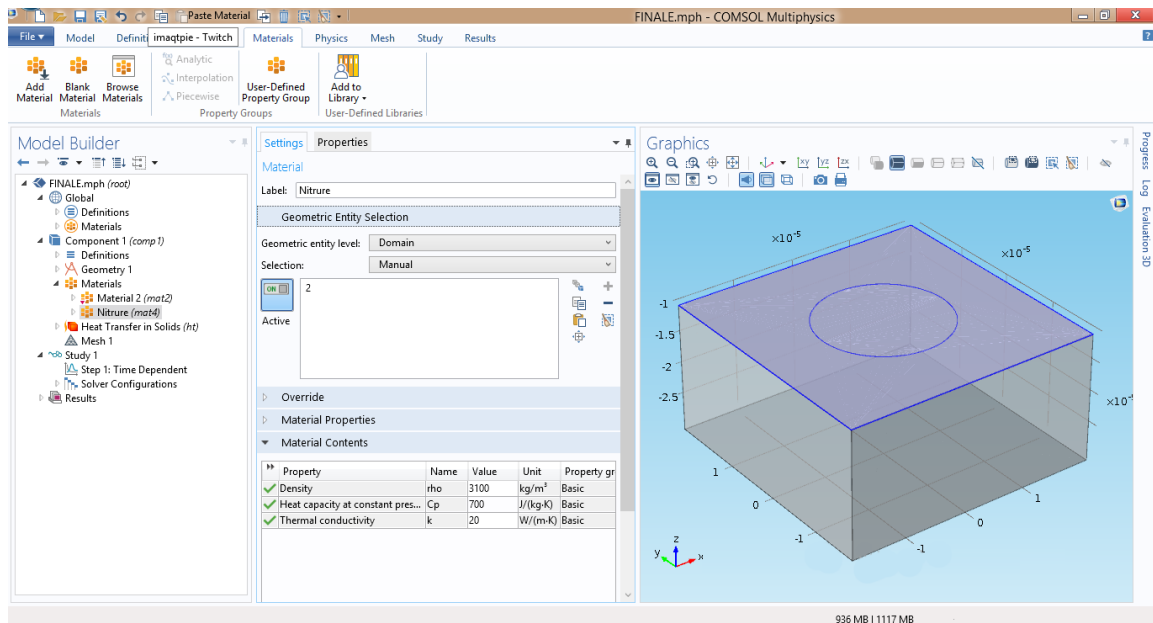 Paste Material
FINALE.mph - COMSOL Multiphysics
File Model Definiti imaqtpie - Twitch Materials Physics Mesh Study Results
Add Material
Blank Material
Browse Materials
Analytic
Interpolation
Piecewise
User-Defined Property Group
Add to Library
Materials Property Groups User-Defined Libraries
Model Builder
FINALE.mph (root)
Global
Definitions
Materials
Component 1 (comp1)
Definitions
Geometry 1
Materials
Material 2 (mat2)
Nitrure (mat4)
Heat Transfer in Solids (ht)
Mesh 1
Study 1
Step 1: Time Dependent
Solver Configurations
Results
Settings Properties
Material
Label: Nitrure
Geometric Entity Selection
Geometric entity level: Domain
Selection: Manual
ON
2
Active
Override
Material Properties
Material Contents
Property Name Value Unit Property gr
Density rho 3100 kg/m³ Basic
Heat capacity at constant pres... Cp 700 J/(kg·K) Basic
Thermal conductivity k 20 W/(m·K) Basic
Graphics
xy yz zx
×10⁻⁵
×10⁻⁵
-1
-1.5
-2
-2.5
×10⁻
1
0
-1
1
0
-1
z
y
x
Progress Log Evaluation 3D
936 MB | 1117 MB